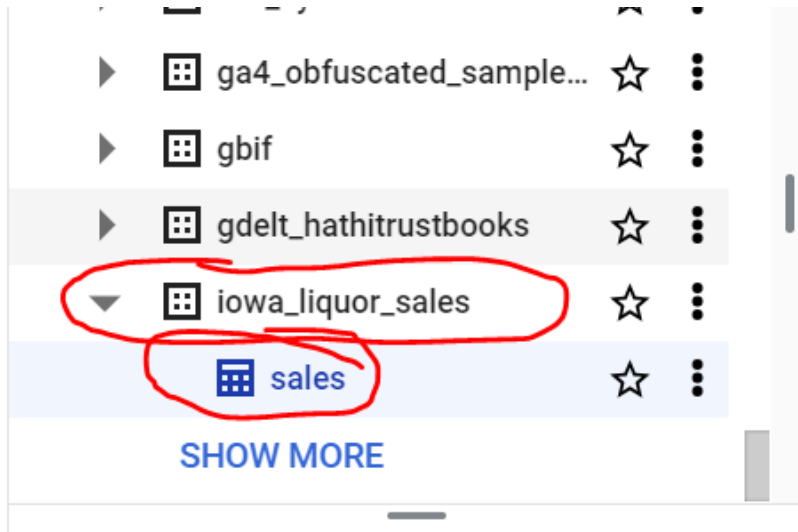 ga4_obfuscated_sample...
gbif
gdelt_hathitrustbooks
iowa_liquor_sales
sales
SHOW MORE